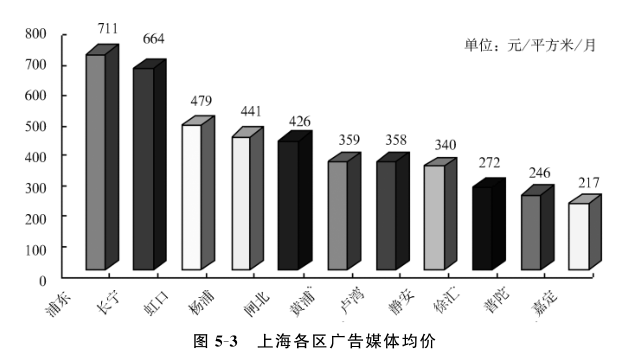 800
700
600
500
400
300
200
100
0
单位：元/平方米/月
711
664
479
441
426
359
358
340
272
246
217
浦东
长宁
虹口
杨浦
闸北
黄浦
卢湾
静安
徐汇
普陀
嘉定
图 5-3 上海各区广告媒体均价